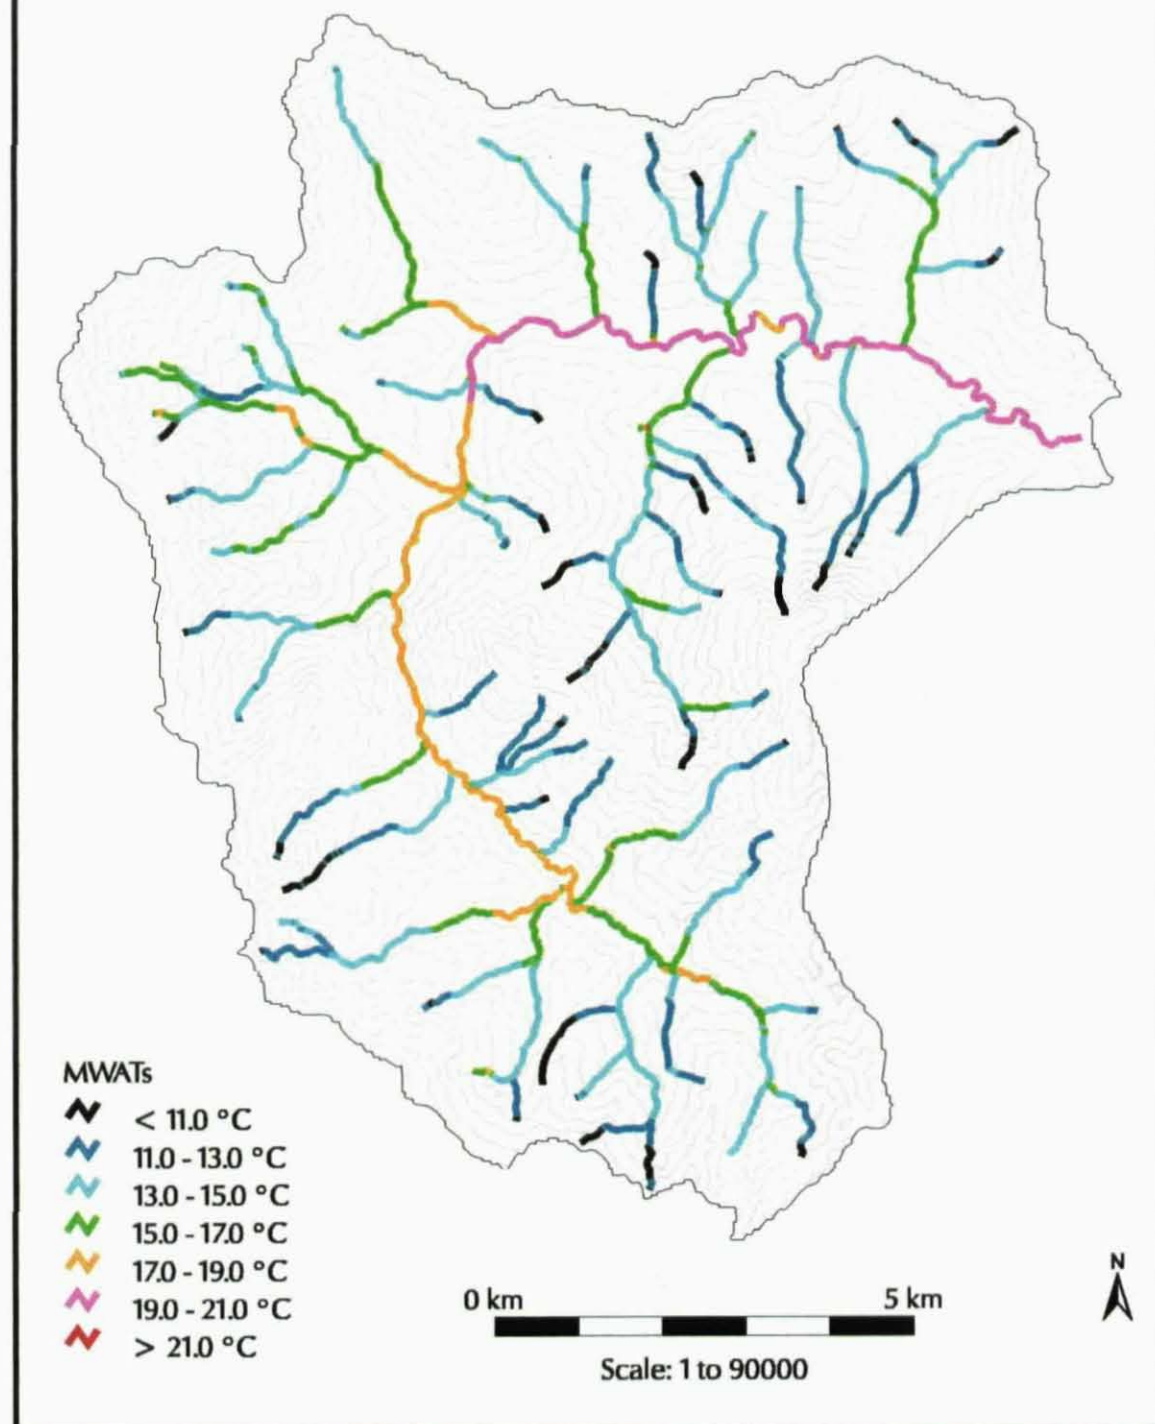 MWATs
< 11.0 °C
11.0 - 13.0 °C
13.0 - 15.0 °C
15.0 - 17.0 °C
17.0 - 19.0 °C
19.0 - 21.0 °C
> 21.0 °C
0 km 5 km
Scale: 1 to 90000
N